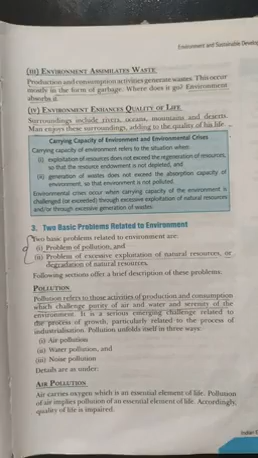 Environment and Sustainable Develop
(iii) ENVIRONMENT ASSIMILATES WASTE
Production and consumption activities generate wastes. This occur
mostly in the form of garbage. Where does it go? Environment
absorbs it.
(iv) ENVIRONMENT ENHANCES QUALITY OF LIFE
Surroundings include rivers, oceans, mountains and deserts.
Man enjoys these surroundings, adding to the quality of his life.
Carrying Capacity of Environment and Environmental Crises
Carrying capacity of environment refers to the situation where:
(i) exploitation of resources does not exceed the regeneration of resources,
so that the resource endowment is not depleted, and
(ii) generation of wastes does not exceed the absorption capacity of
environment, so that environment is not polluted.
Environmental crises occur when carrying capacity of the environment is
challenged (or exceeded) through excessive exploitation of natural resources
and/or through excessive generation of wastes.
3. Two Basic Problems Related to Environment
Two basic problems related to environment are:
(i) Problem of pollution, and
(ii) Problem of excessive exploitation of natural resources, or
degradation of natural resources.
Following sections offer a brief description of these problems.
POLLUTION
Pollution refers to those activities of production and consumption
which challenge purity of air and water and serenity of the
environment. It is a serious emerging challenge related to
the process of growth, particularly related to the process of
industrialisation. Pollution unfolds itself in three ways:
(i) Air pollution
(ii) Water pollution, and
(iii) Noise pollution
Details are as under:
AIR POLLUTION
Air carries oxygen which is an essential element of life. Pollution
of air implies pollution of an essential element of life. Accordingly,
quality of life is impaired.
Indian